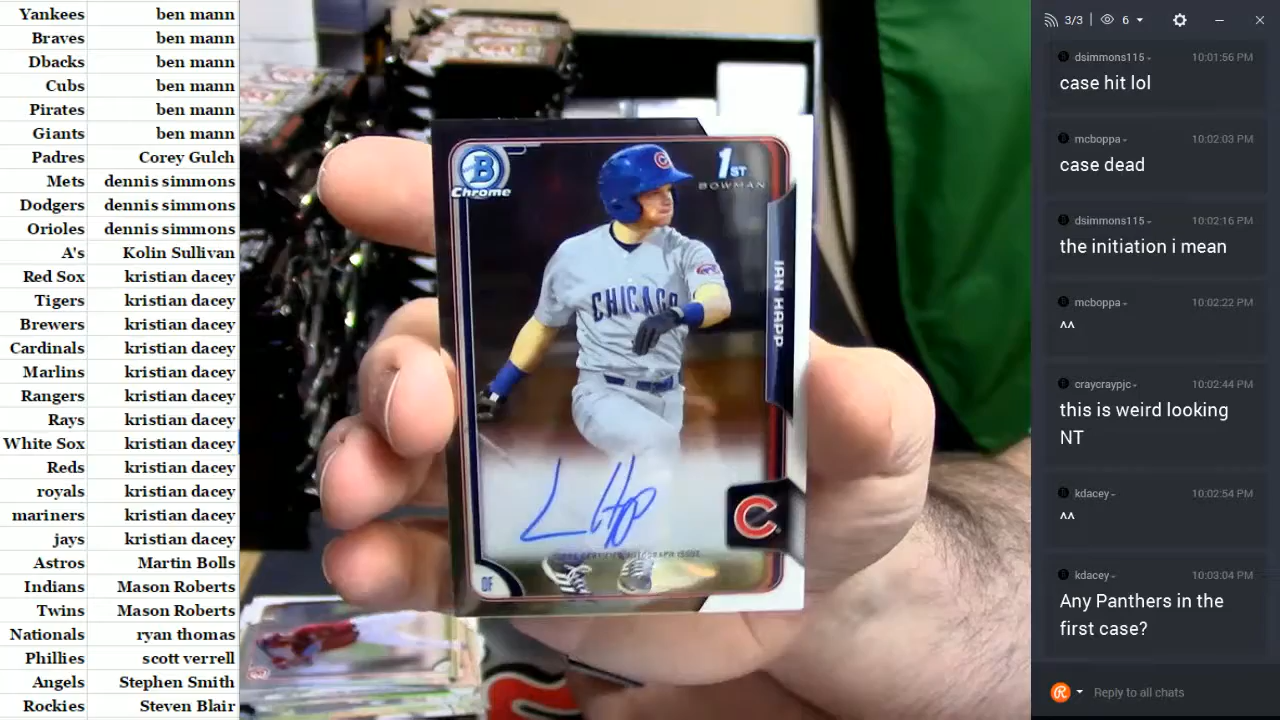 Yankees ben mann
Braves ben mann
Dbacks ben mann
Cubs ben mann
Pirates ben mann
Giants ben mann
Padres Corey Gulch
Mets dennis simmons
Dodgers dennis simmons
Orioles dennis simmons
A's Kolin Sullivan
Red Sox kristian dacey
Tigers kristian dacey
Brewers kristian dacey
Cardinals kristian dacey
Marlins kristian dacey
Rangers kristian dacey
Rays kristian dacey
White Sox kristian dacey
Reds kristian dacey
royals kristian dacey
mariners kristian dacey
jays kristian dacey
Astros Martin Bolls
Indians Mason Roberts
Twins Mason Roberts
Nationals ryan thomas
Phillies scott verrell
Angels Stephen Smith
Rockies Steven Blair
B
Chrome
1ST
BOWMAN
CHICAGO
IAN HAPP
C
OF
3/3 6
dsimmons115 10:01:56 PM
case hit lol
mcboppa 10:02:03 PM
case dead
dsimmons115 10:02:16 PM
the initiation i mean
mcboppa 10:02:22 PM
^^
craycraypjc 10:02:44 PM
this is weird looking
NT
kdacey 10:02:54 PM
^^
kdacey 10:03:04 PM
Any Panthers in the
first case?
Reply to all chats